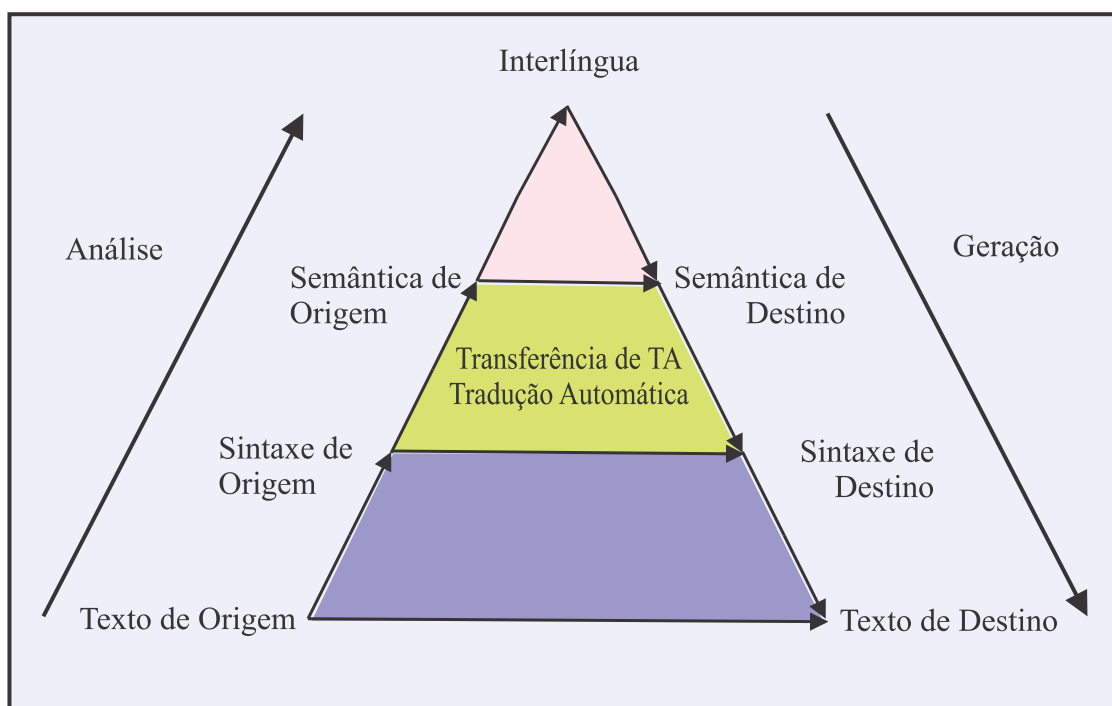 Interlíngua
Análise
Geração
Semântica de
Origem
Semântica de
Destino
Transferência de TA
Tradução Automática
Sintaxe de
Origem
Sintaxe de
Destino
Texto de Origem
Texto de Destino